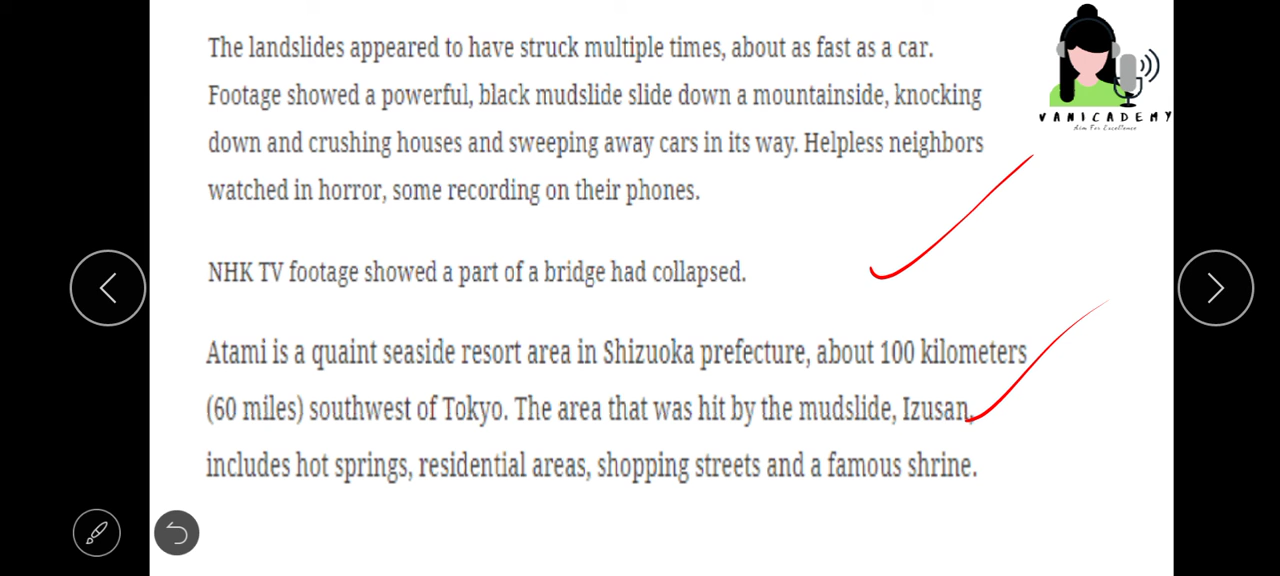 The landslides appeared to have struck multiple times, about as fast as a car.
Footage showed a powerful, black mudslide slide down a mountainside, knocking
down and crushing houses and sweeping away cars in its way. Helpless neighbors
watched in horror, some recording on their phones.
NHK TV footage showed a part of a bridge had collapsed.
Atami is a quaint seaside resort area in Shizuoka prefecture, about 100 kilometers
(60 miles) southwest of Tokyo. The area that was hit by the mudslide, Izusan,
includes hot springs, residential areas, shopping streets and a famous shrine.
VANICADEMY
Aim For Excellence